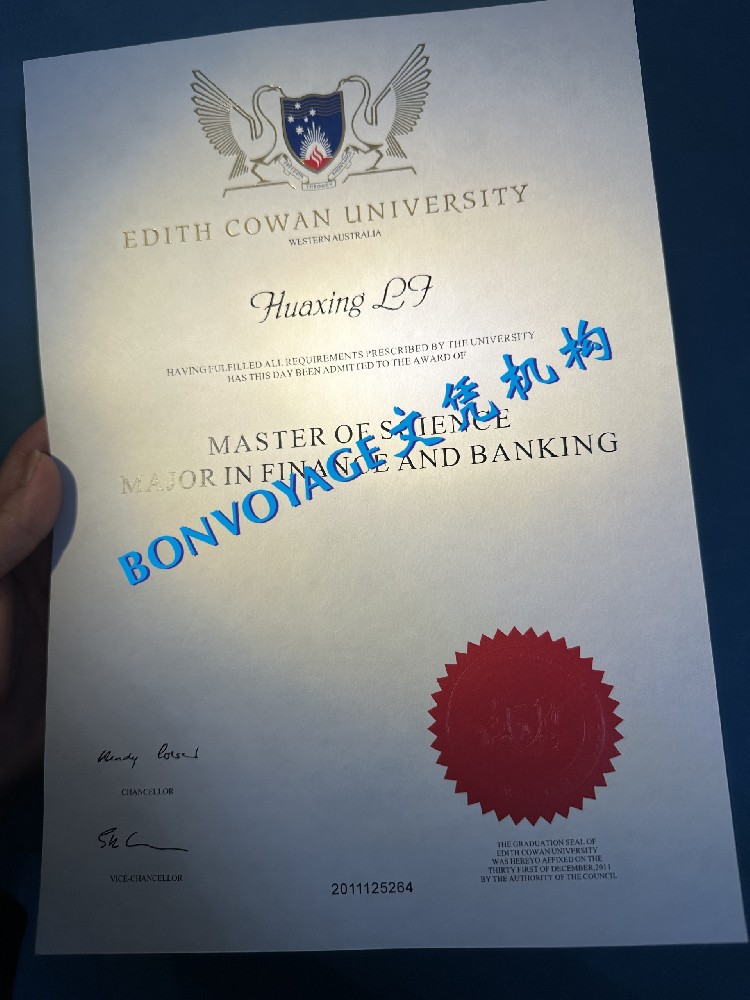 EDITH COWAN UNIVERSITY
WESTERN AUSTRALIA
Huaxing LI
HAVING FULFILLED ALL REQUIREMENTS PRESCRIBED BY THE UNIVERSITY
HAS THIS DAY BEEN ADMITTED TO THE AWARD OF
MASTER OF SCIENCE
MAJOR IN FINANCE AND BANKING
BONVOYAGE文凭机构
CHANCELLOR
VICE-CHANCELLOR
2011125264
THE GRADUATION SEAL OF
EDITH COWAN UNIVERSITY
WAS HEREYO AFFIXED ON THE
THIRTY FIRST OF DECEMBER,2011
BY THE AUTHORITY OF THE COUNCIL